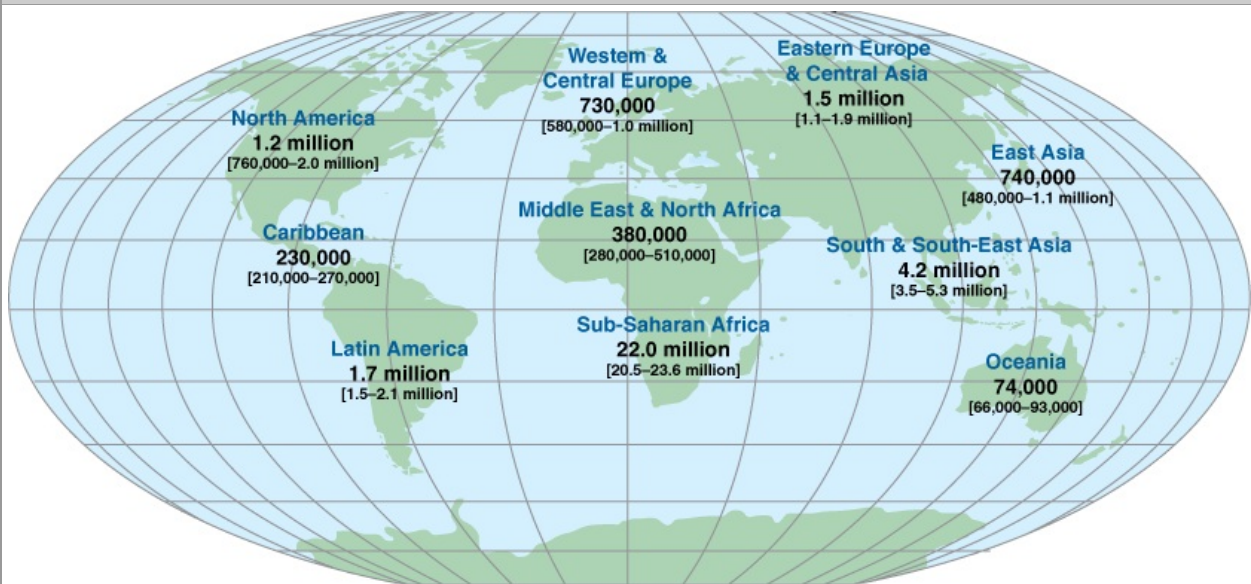 Westem &
Central Europe
730,000
[580,000–1.0 million]
Eastern Europe
& Central Asia
1.5 million
[1.1–1.9 million]
North America
1.2 million
[760,000–2.0 million]
East Asia
740,000
[480,000–1.1 million]
Middle East & North Africa
380,000
[280,000–510,000]
Caribbean
230,000
[210,000–270,000]
South & South-East Asia
4.2 million
[3.5–5.3 million]
Sub-Saharan Africa
22.0 million
[20.5–23.6 million]
Latin America
1.7 million
[1.5–2.1 million]
Oceania
74,000
[66,000–93,000]